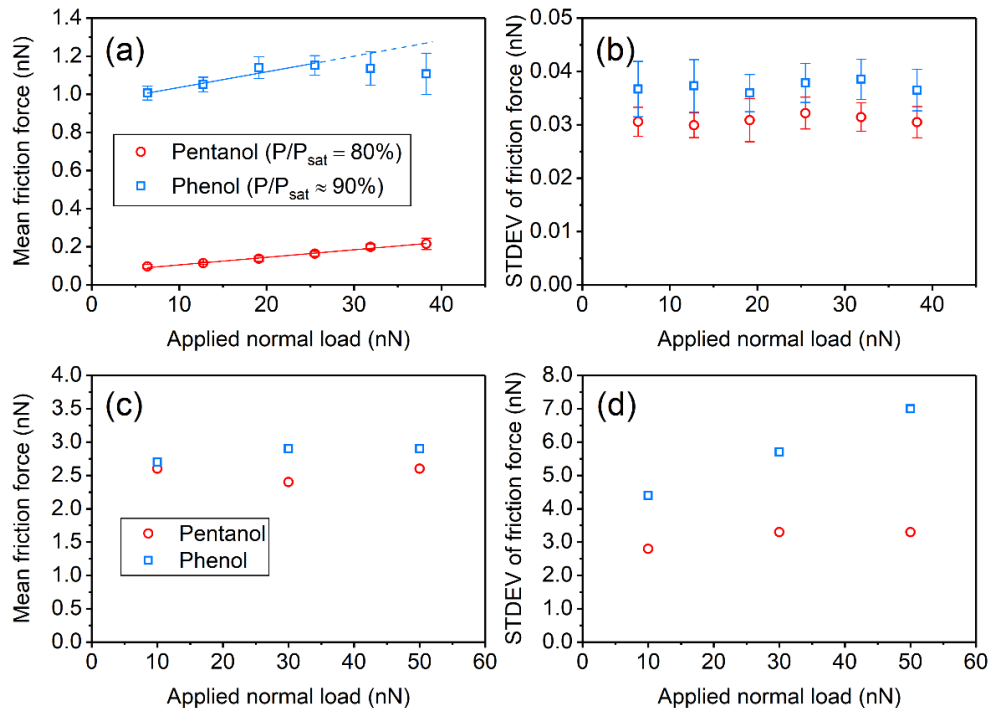 (a)
Mean friction force (nN)
1.4
1.2
1.0
0.8
0.6
0.4
0.2
0.0
Pentanol (P/Psat = 80%)
Phenol (P/Psat ≈ 90%)
0 10 20 30 40
Applied normal load (nN)
(b)
STDEV of friction force (nN)
0.05
0.04
0.03
0.02
0.01
0.00
0 10 20 30 40
Applied normal load (nN)
(c)
Mean friction force (nN)
4.0
3.5
3.0
2.5
2.0
1.5
1.0
0.5
0.0
Pentanol
Phenol
0 10 20 30 40 50 60
Applied normal load (nN)
(d)
STDEV of friction force (nN)
8.0
7.0
6.0
5.0
4.0
3.0
2.0
1.0
0.0
0 10 20 30 40 50 60
Applied normal load (nN)